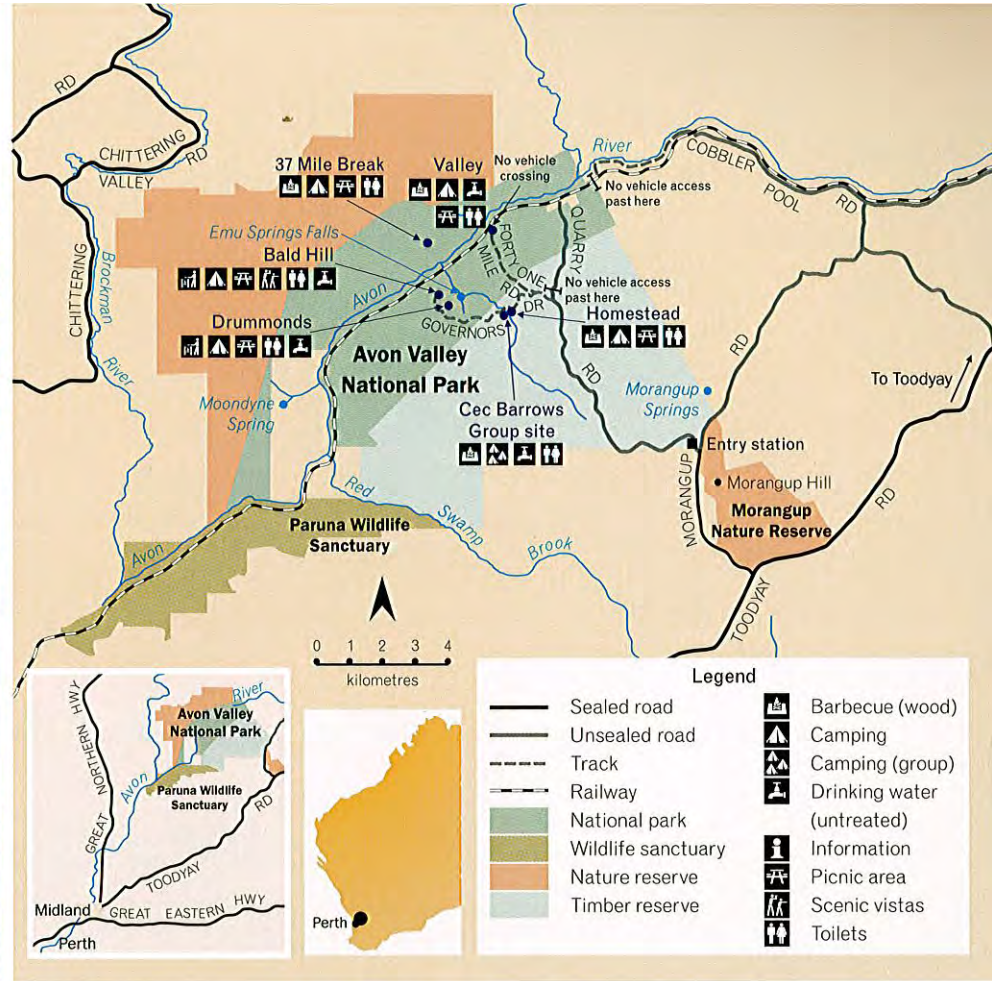 RD
CHITTERING
VALLEY
RD
CHITTERING
Brockman
River
37 Mile Break
Valley
No vehicle
crossing
River
COBBLER
POOL
RD
No vehicle access
past here
Emu Springs Falls
Bald Hill
FORTY ONE
MILE
RD
QUARRY
RD
No vehicle access
past here
Avon
Drummonds
GOVERNORS
DR
Homestead
Avon Valley
National Park
Moondyne
Spring
Cec Barrows
Group site
Morangup
Springs
RD
To Toodyay
Entry station
Morangup Hill
Morangup
Nature Reserve
MORANGUP
RD
TOODYAY
Red
Swamp
Brook
Paruna Wildlife
Sanctuary
Avon
0 1 2 3 4
kilometres
GREAT
NORTHERN HWY
River
Avon Valley
National Park
Avon
Paruna Wildlife
Sanctuary
RD
TOODYAY
Midland
GREAT EASTERN HWY
Perth
Perth
Legend
Sealed road
Unsealed road
Track
Railway
National park
Wildlife sanctuary
Nature reserve
Timber reserve
Barbecue (wood)
Camping
Camping (group)
Drinking water
(untreated)
Information
Picnic area
Scenic vistas
Toilets